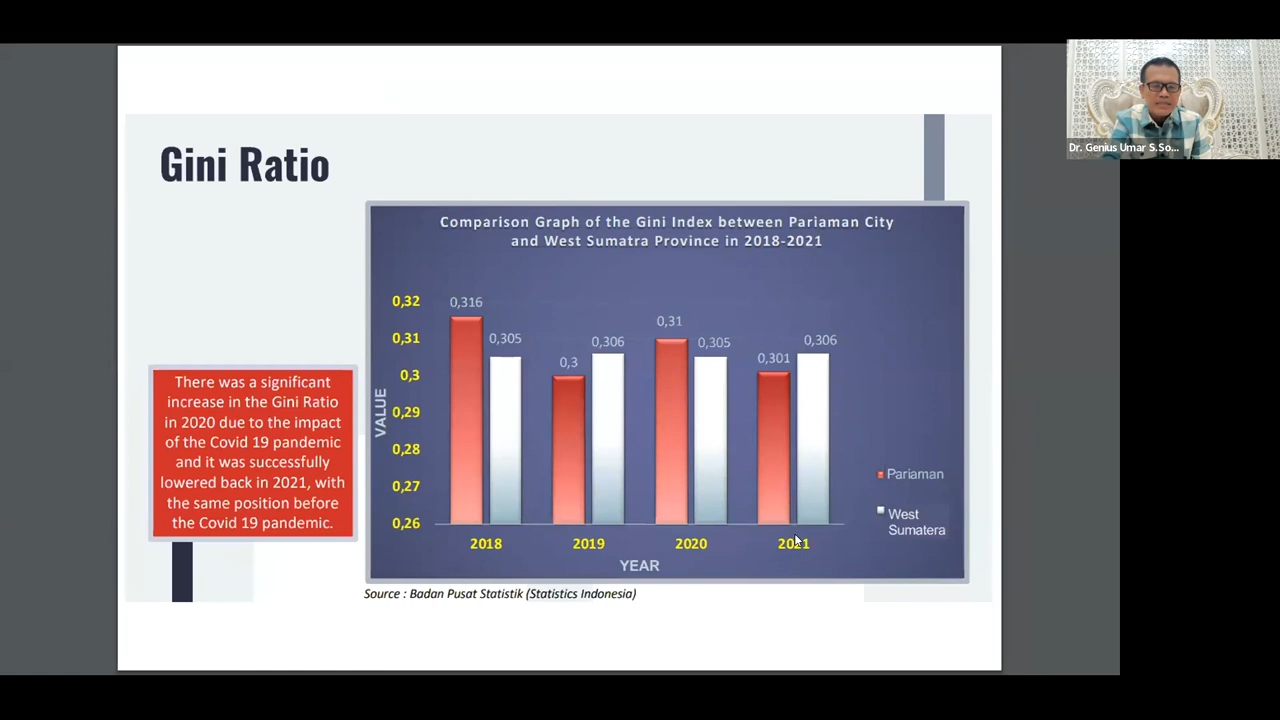 Dr. Genius Umar S.So...
Gini Ratio
Comparison Graph of the Gini Index between Pariaman City
and West Sumatra Province in 2018-2021
0,32
0,31
0,3
0,29
0,28
0,27
0,26
VALUE
0,316
0,305
0,3
0,306
0,31
0,305
0,301
0,306
2018
2019
2020
2021
YEAR
Pariaman
West
Sumatera
There was a significant
increase in the Gini Ratio
in 2020 due to the impact
of the Covid 19 pandemic
and it was successfully
lowered back in 2021, with
the same position before
the Covid 19 pandemic.
Source : Badan Pusat Statistik (Statistics Indonesia)